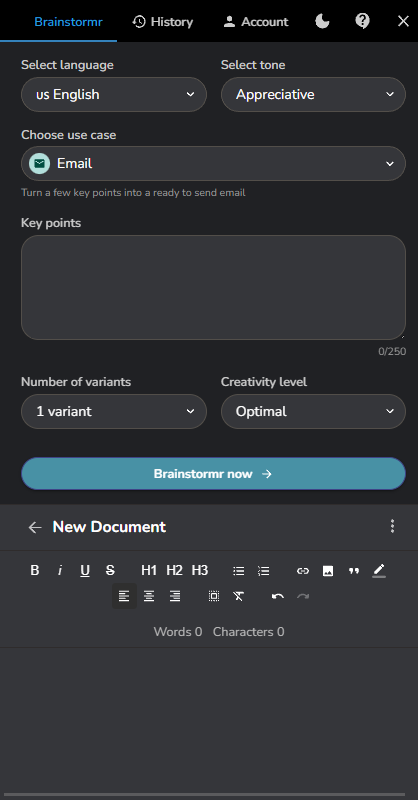 Brainstormr History Account
Select language Select tone
us English Appreciative
Choose use case
Email
Turn a few key points into a ready to send email
Key points
0/250
Number of variants Creativity level
1 variant Optimal
Brainstormr now →
New Document
B i U S H1 H2 H3
Words 0 Characters 0